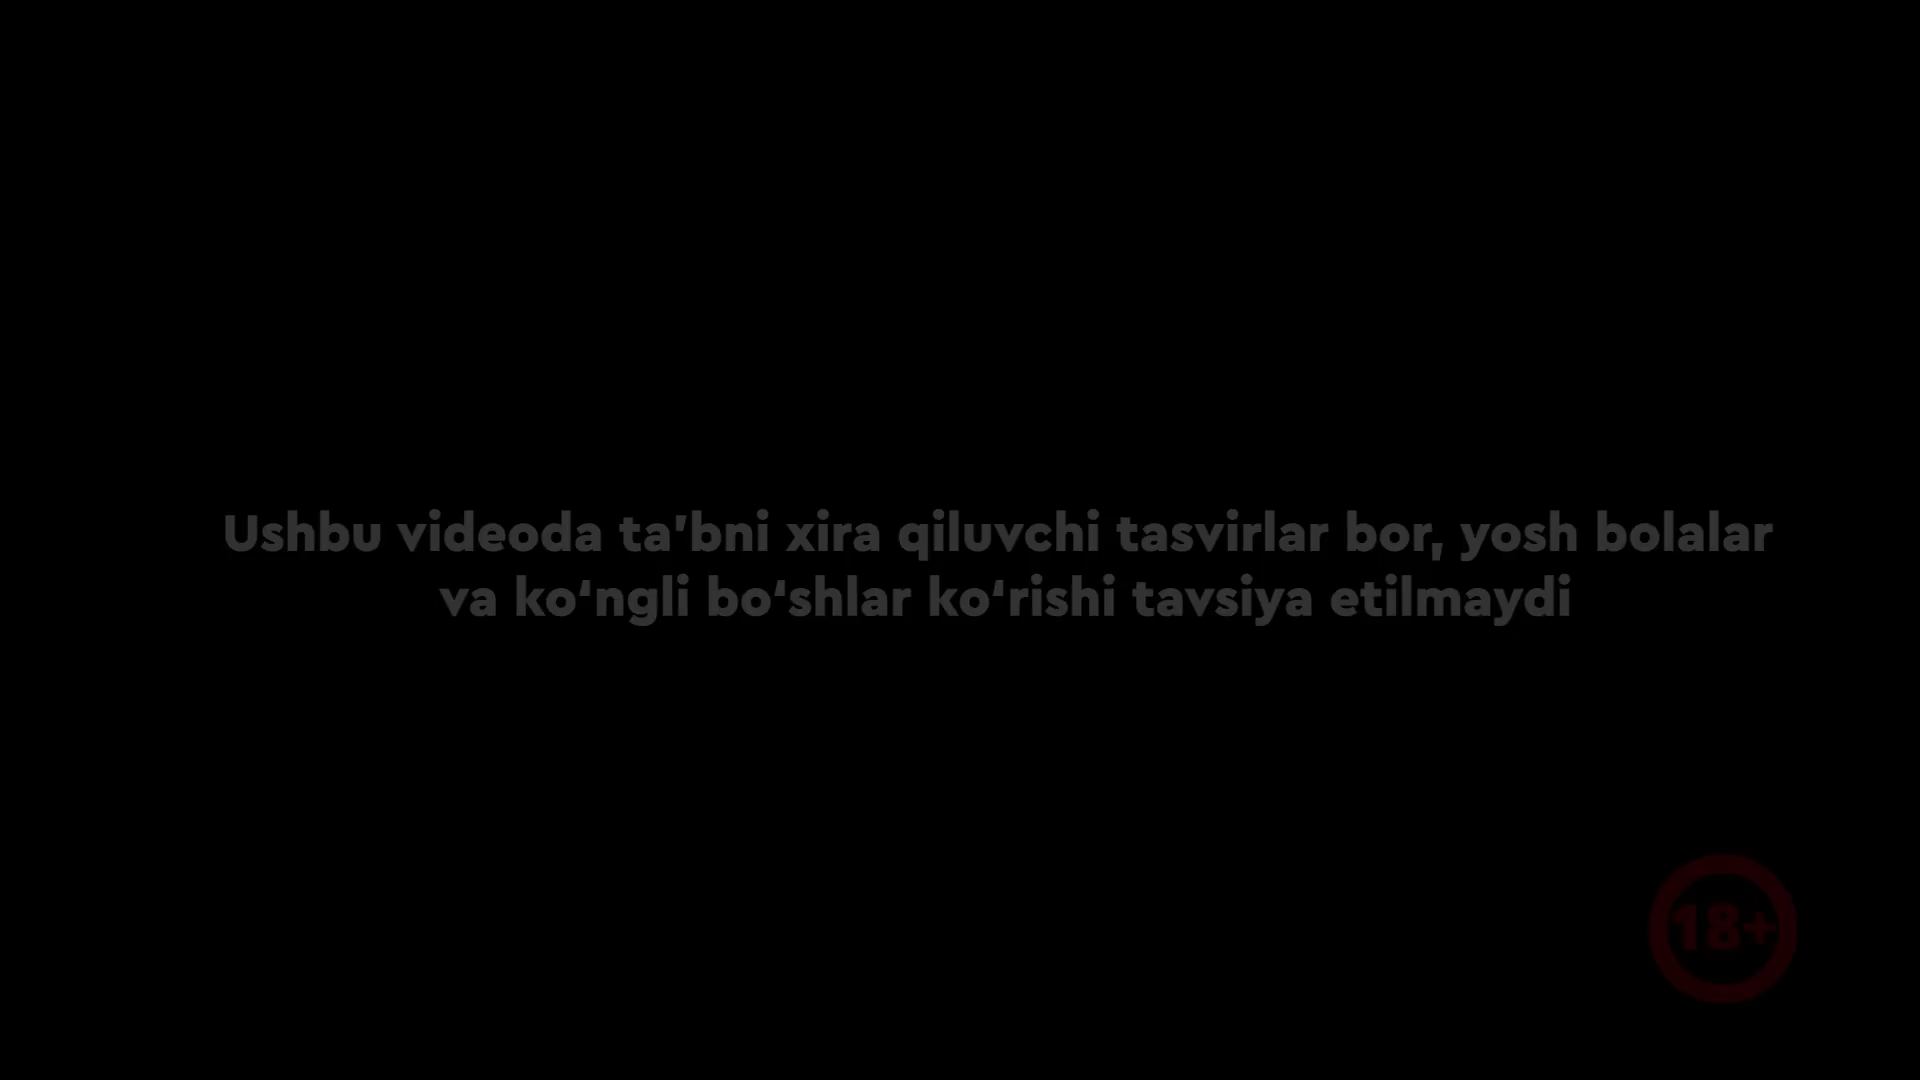 Ushbu videoda ta'bni xira qiluvchi tasvirlar bor, yosh bolalar
va ko‘ngli bo‘shlar ko‘rishi tavsiya etilmaydi
18+